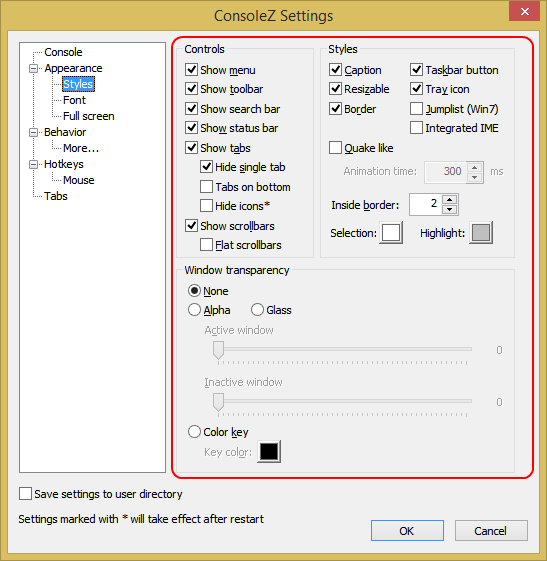 ConsoleZ Settings
Console
Appearance
Styles
Font
Full screen
Behavior
More...
Hotkeys
Mouse
Tabs
Controls
Show menu
Show toolbar
Show search bar
Show status bar
Show tabs
Hide single tab
Tabs on bottom
Hide icons*
Show scrollbars
Flat scrollbars
Styles
Caption
Taskbar button
Resizable
Tray icon
Border
Jumplist (Win7)
Integrated IME
Quake like
Animation time: 300 ms
Inside border: 2
Selection: Highlight:
Window transparency
None
Alpha Glass
Active window
0
Inactive window
0
Color key
Key color:
Save settings to user directory
Settings marked with * will take effect after restart
OK Cancel